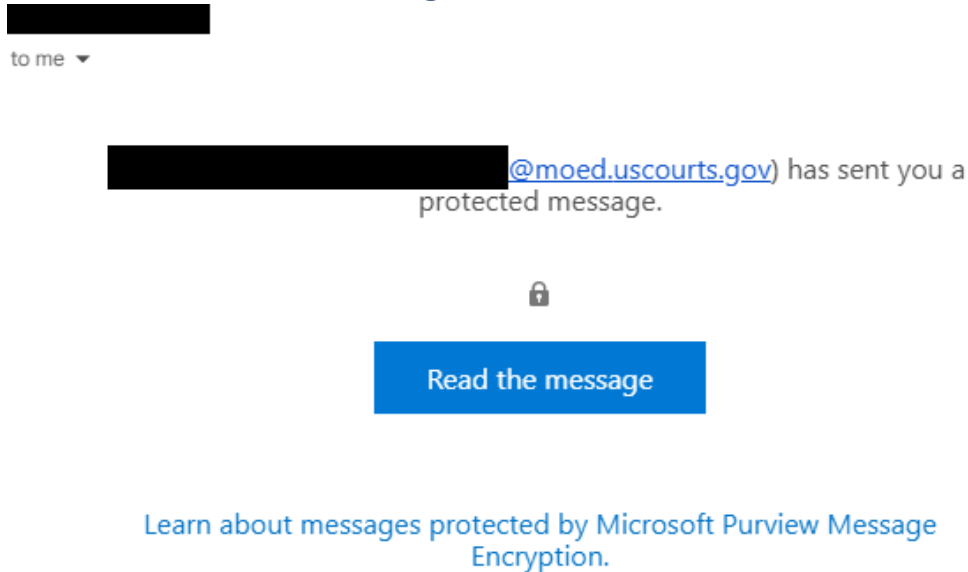 to me
@moed.uscourts.gov) has sent you a
protected message.
Read the message
Learn about messages protected by Microsoft Purview Message
Encryption.